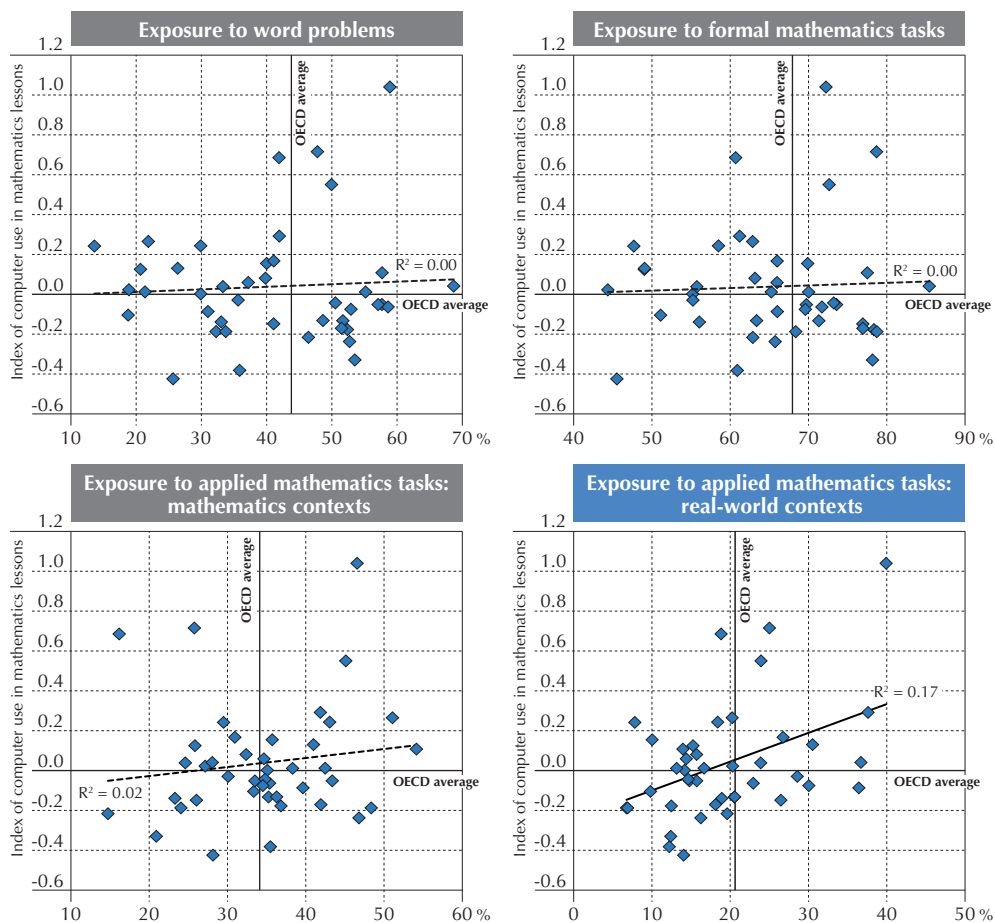 Exposure to word problems
Index of computer use in mathematics lessons
1.2
1.0
0.8
0.6
0.4
0.2
0.0
-0.2
-0.4
-0.6
OECD average
R² = 0.00
OECD average
10 20 30 40 50 60 70 %
Exposure to formal mathematics tasks
Index of computer use in mathematics lessons
1.2
1.0
0.8
0.6
0.4
0.2
0.0
-0.2
-0.4
-0.6
OECD average
R² = 0.00
OECD average
40 50 60 70 80 90 %
Exposure to applied mathematics tasks:
mathematics contexts
Index of computer use in mathematics lessons
1.2
1.0
0.8
0.6
0.4
0.2
0.0
-0.2
-0.4
-0.6
OECD average
OECD average
R² = 0.02
10 20 30 40 50 60 %
Exposure to applied mathematics tasks:
real-world contexts
Index of computer use in mathematics lessons
1.2
1.0
0.8
0.6
0.4
0.2
0.0
-0.2
-0.4
-0.6
OECD average
R² = 0.17
OECD average
0 10 20 30 40 50 %